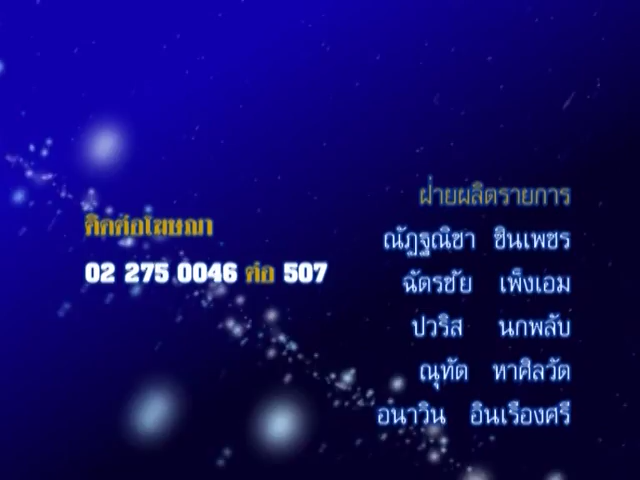 ติดต่อโฆษณา
02 275 0046 ต่อ 507
ฝ่ายผลิตรายการ
ณัฏฐณิชา ชินเพชร
ฉัตรชัย เพ็งเอม
ปวริส นกพลับ
ณุทัต ทาศิลวัต
อนาวิน อินเรืองศรี